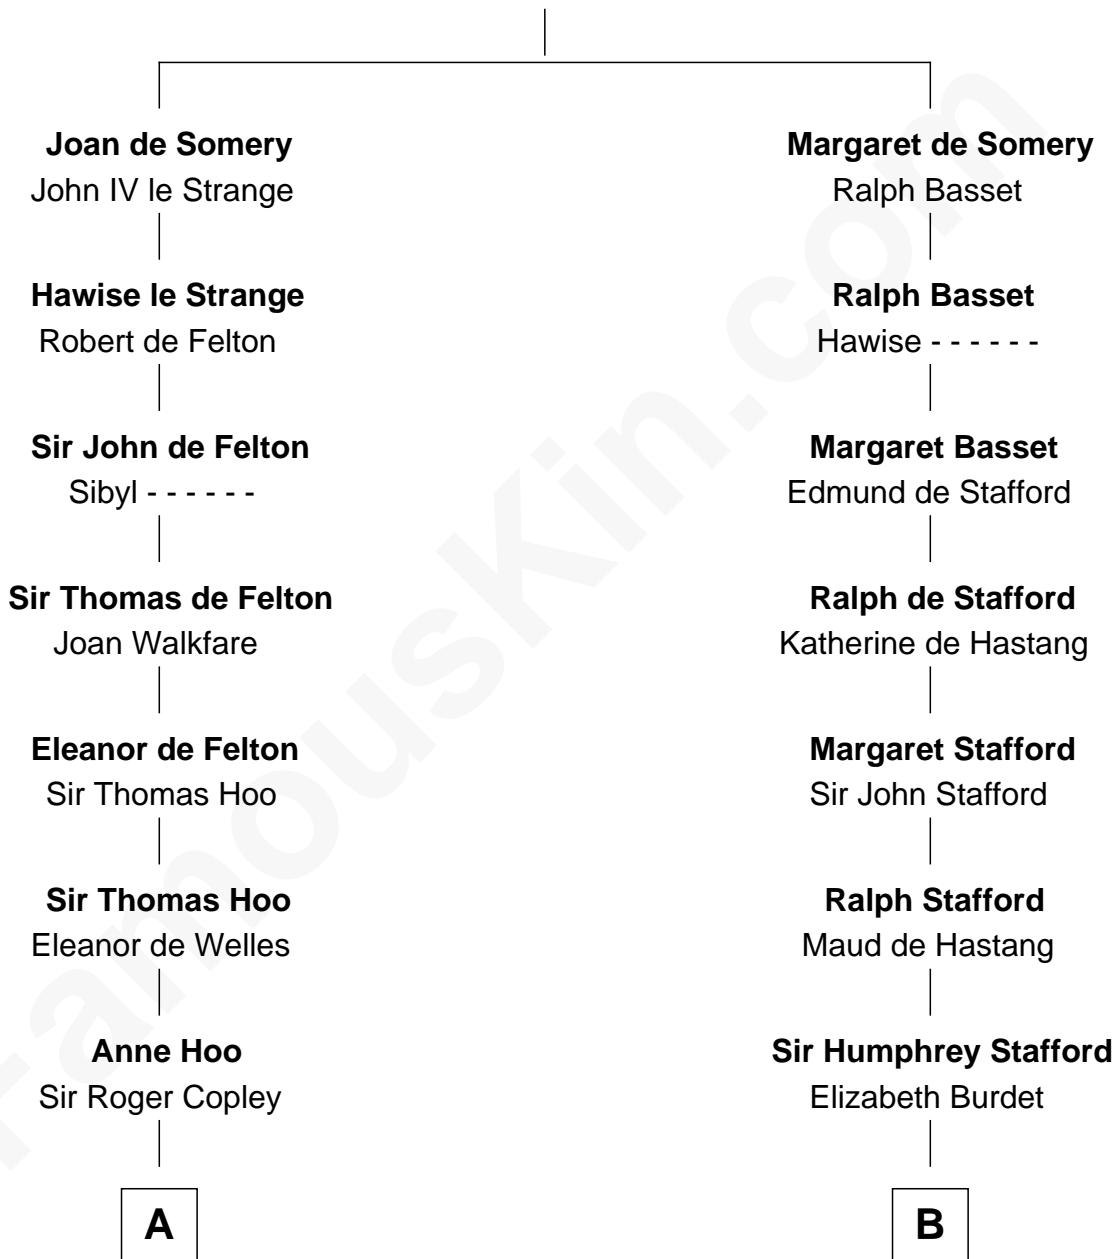 Joan de Somery
John IV le Strange
Hawise le Strange
Robert de Felton
Sir John de Felton
Sibyl - - - - - -
Sir Thomas de Felton
Joan Walkfare
Eleanor de Felton
Sir Thomas Hoo
Sir Thomas Hoo
Eleanor de Welles
Anne Hoo
Sir Roger Copley
A
Margaret de Somery
Ralph Basset
Ralph Basset
Hawise - - - - - -
Margaret Basset
Edmund de Stafford
Ralph de Stafford
Katherine de Hastang
Margaret Stafford
Sir John Stafford
Ralph Stafford
Maud de Hastang
Sir Humphrey Stafford
Elizabeth Burdet
B
FamousKin.com